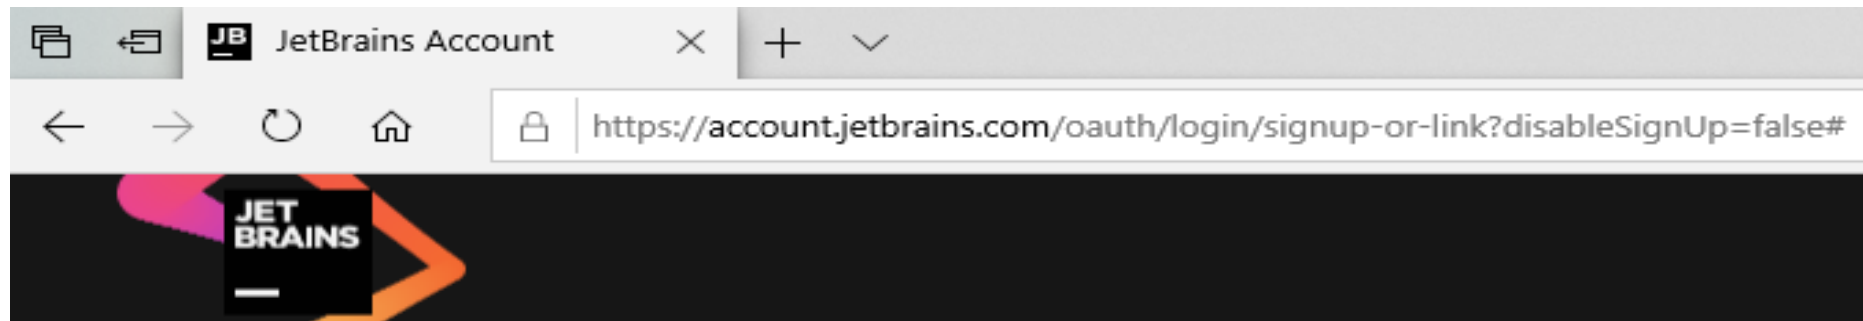 JB JetBrains Account
https://account.jetbrains.com/oauth/login/signup-or-link?disableSignUp=false#
JET
BRAINS